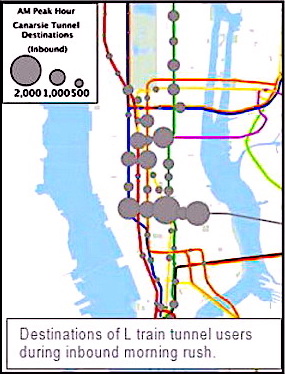 AM Peak Hour
Canarsie Tunnel
Destinations
(Inbound)
2,000 1,000 500
Destinations of L train tunnel users
during inbound morning rush.